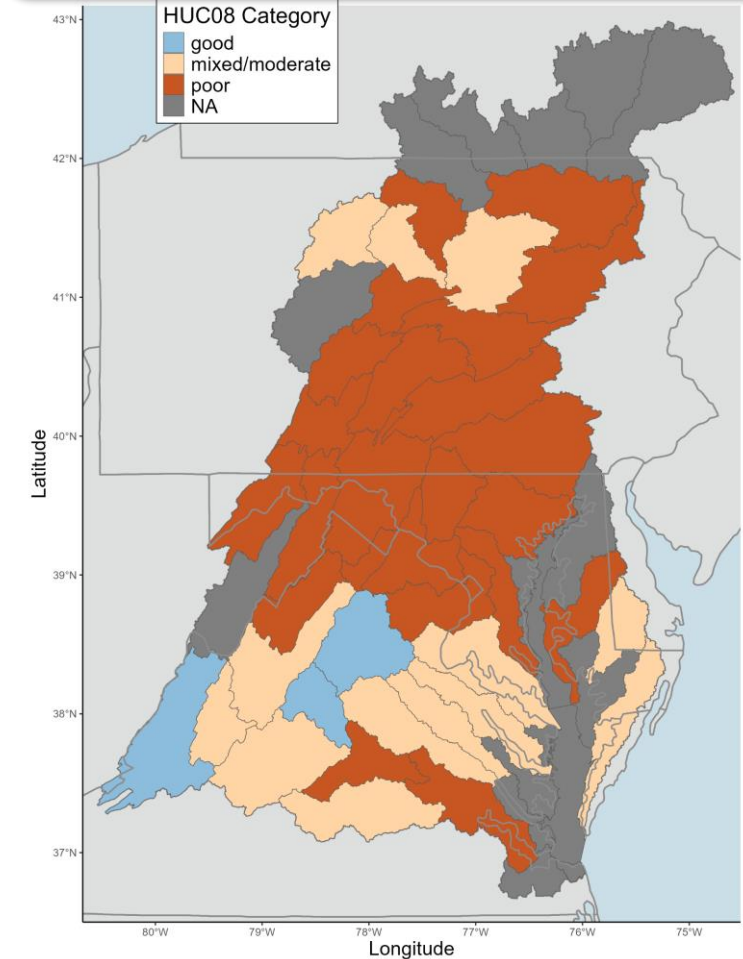 HUC08 Category
good
mixed/moderate
poor
NA
43°N
42°N
41°N
40°N
39°N
38°N
37°N
Latitude
80°W 79°W 78°W 77°W 76°W 75°W
Longitude